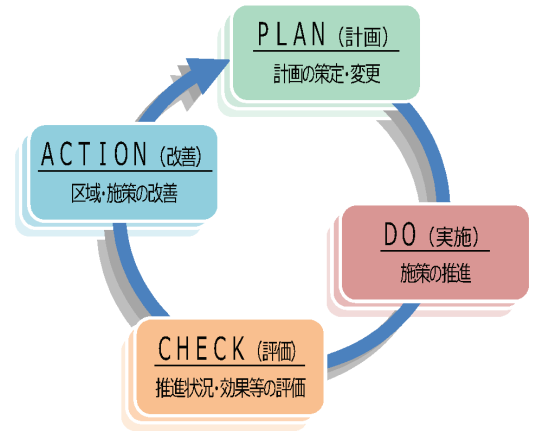 PLAN（計画）
計画の策定・変更
DO（実施）
施策の推進
CHECK（評価）
推進状況・効果等の評価
ACTION（改善）
区域・施策の改善